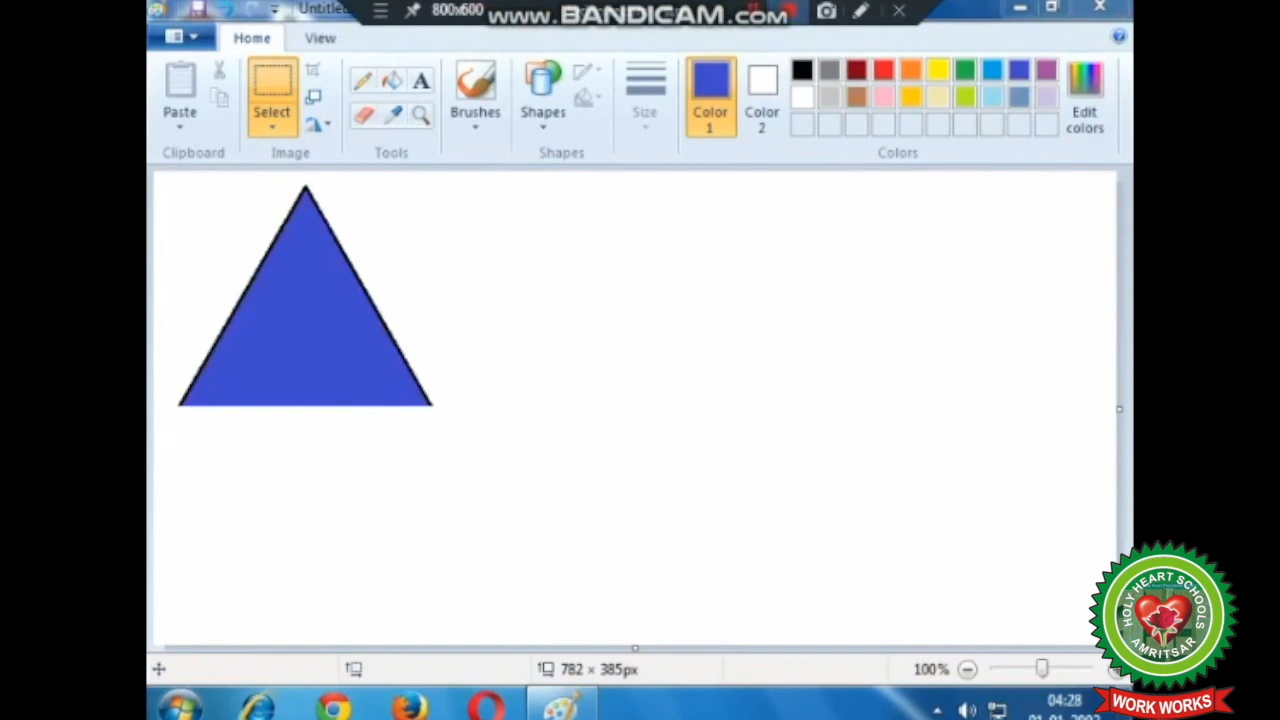 Untitled
800x600
www.BANDICAM.com
Home
View
Paste
Select
A
Brushes
Shapes
Size
Color 1
Color 2
Edit colors
Clipboard
Image
Tools
Shapes
Colors
782 × 385px
100%
04:28
HOLY HEART SCHOOLS
AMRITSAR
WORK WORKS